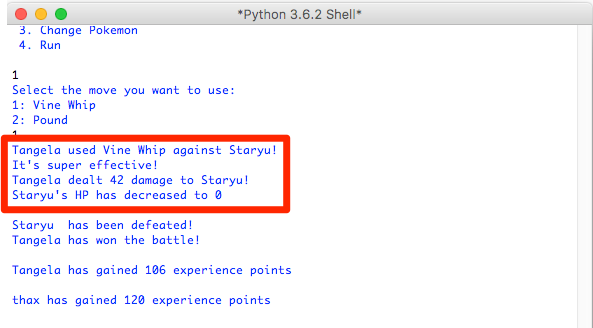 *Python 3.6.2 Shell*
3. Change Pokemon
4. Run
1
Select the move you want to use:
1: Vine Whip
2: Pound
1
Tangela used Vine Whip against Staryu!
It's super effective!
Tangela dealt 42 damage to Staryu!
Staryu's HP has decreased to 0
Staryu  has been defeated!
Tangela has won the battle!
Tangela has gained 106 experience points
thax has gained 120 experience points